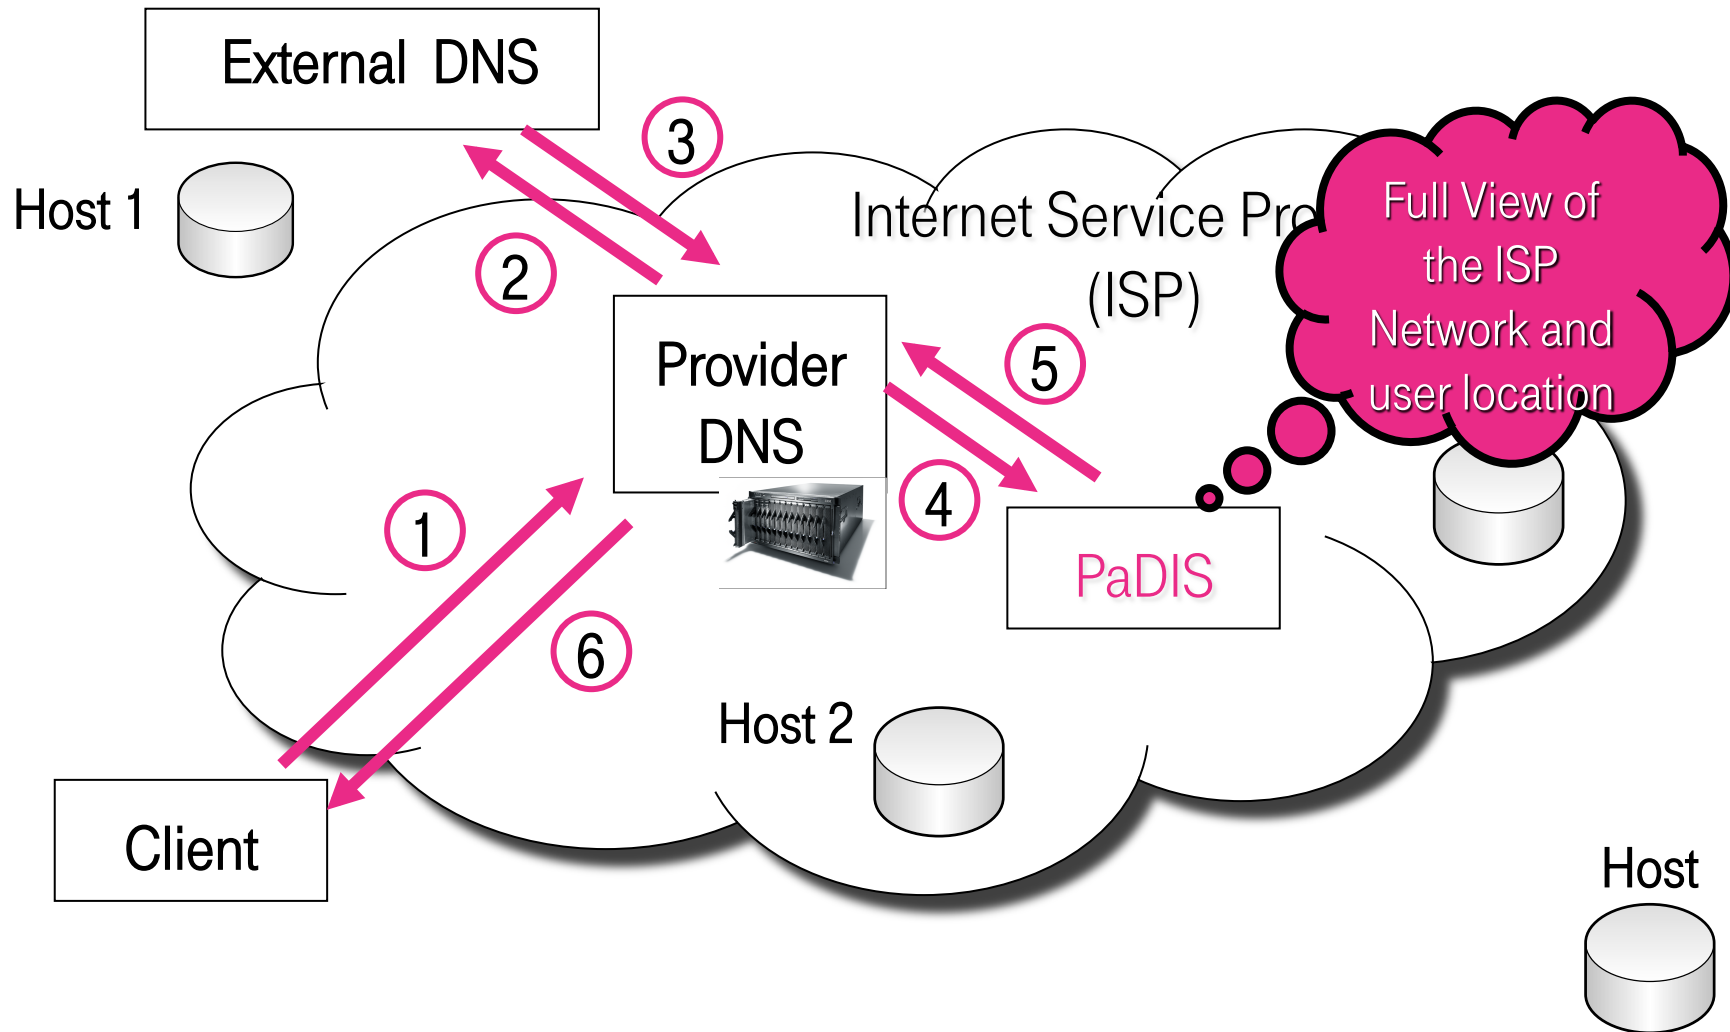 External DNS
3
Host 1
2
Internet Service Pro
(ISP)
Full View of
the ISP
Network and
user location
Provider
DNS
5
4
1
PaDIS
6
Host 2
Client
Host